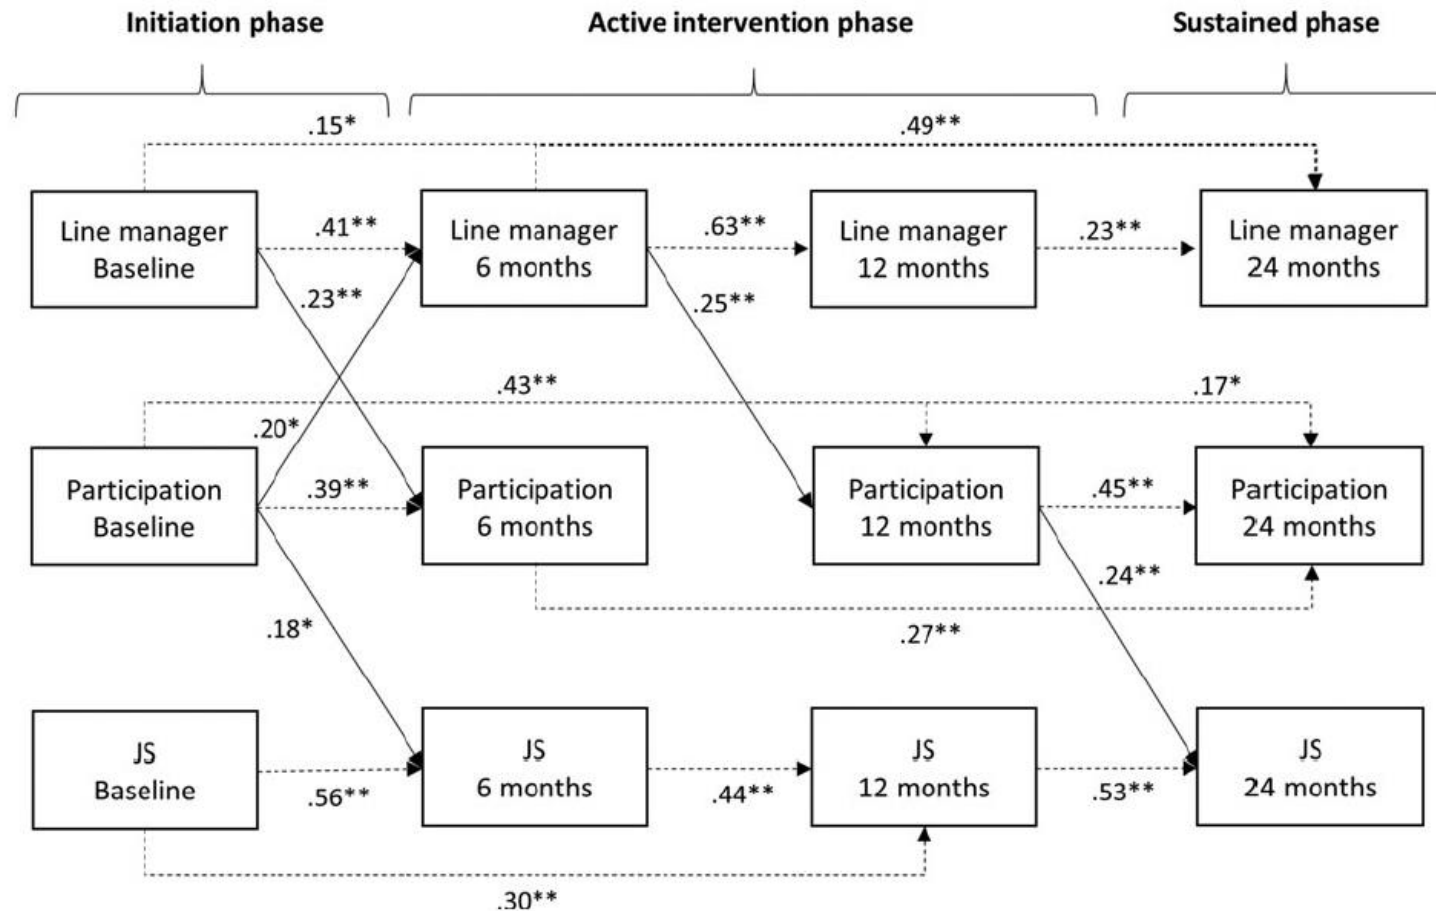 Initiation phase
Active intervention phase
Sustained phase
.15*
.49**
Line manager
Baseline
.41**
Line manager
6 months
.63**
Line manager
12 months
.23**
Line manager
24 months
.23**
.25**
.43**
.17*
.20*
Participation
Baseline
.39**
Participation
6 months
Participation
12 months
.45**
Participation
24 months
.24**
.18*
.27**
JS
Baseline
.56**
JS
6 months
.44**
JS
12 months
.53**
JS
24 months
.30**